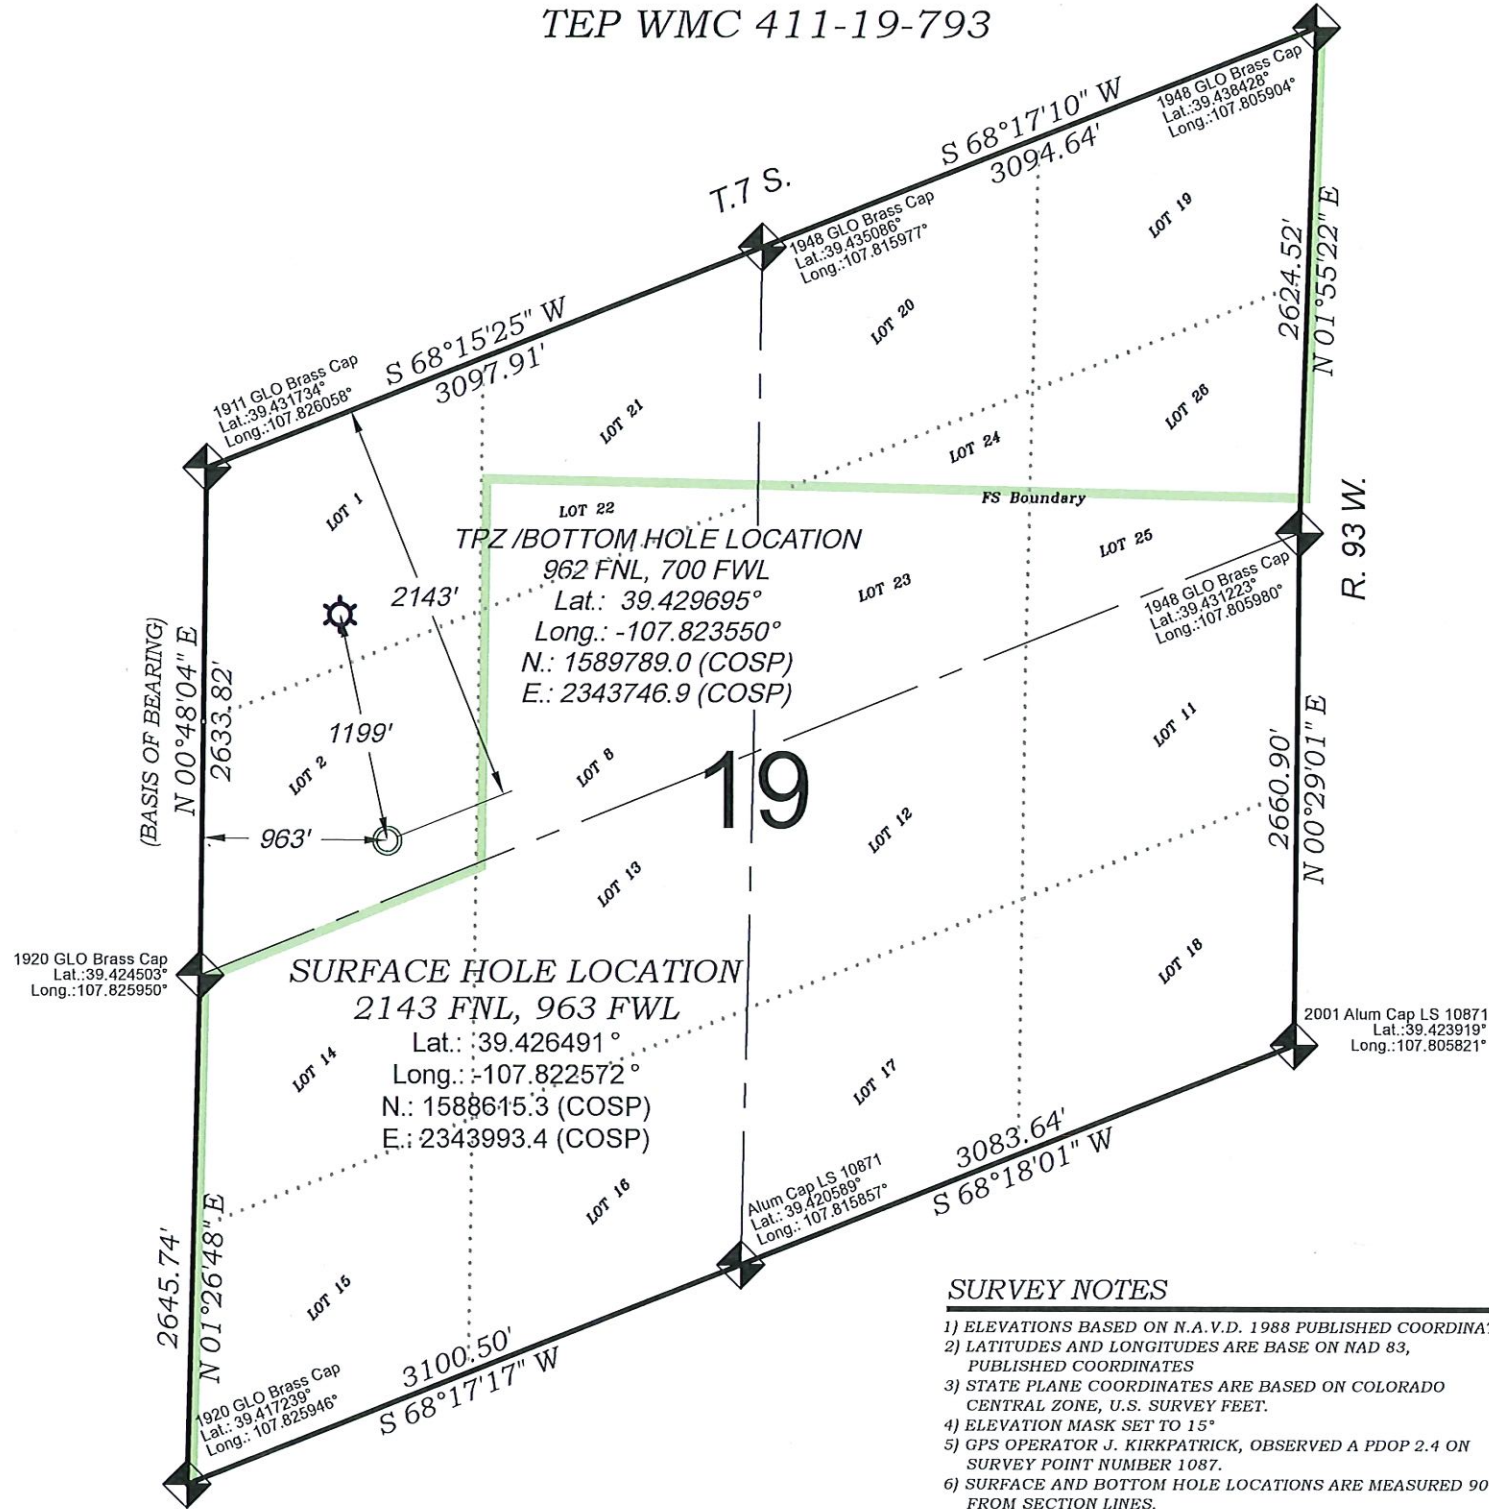 TEP WMC 411-19-793
1948 GLO Brass Cap
Lat.:39.438428°
Long.:107.805904°
S 68°17'10" W
3094.64'
T.7 S.
1948 GLO Brass Cap
Lat.:39.435086°
Long.:107.815977°
LOT 19
2624.52'
N 01°55'22" E
S 68°15'25" W
3097.91'
LOT 20
1911 GLO Brass Cap
Lat.:39.431734°
Long.:107.826058°
LOT 21
LOT 26
LOT 24
LOT 1
LOT 22
FS Boundary
R. 93 W.
TPZ /BOTTOM HOLE LOCATION
962 FNL, 700 FWL
Lat.: 39.429695°
Long.: -107.823550°
N.: 1589789.0 (COSP)
E.: 2343746.9 (COSP)
LOT 25
LOT 23
2143'
1948 GLO Brass Cap
Lat.:39.431223°
Long.:107.805980°
(BASIS OF BEARING)
N 00°48'04" E
2633.82'
1199'
LOT 2
LOT 8
19
LOT 11
2660.90'
N 00°29'01" E
963'
LOT 12
LOT 13
1920 GLO Brass Cap
Lat.:39.424503°
Long.:107.825950°
SURFACE HOLE LOCATION
2143 FNL, 963 FWL
Lat.: 39.426491°
Long.: -107.822572°
N.: 1588615.3 (COSP)
E.: 2343993.4 (COSP)
LOT 18
2001 Alum Cap LS 10871
Lat.:39.423919°
Long.:107.805821°
LOT 14
LOT 17
3083.64'
S 68°18'01" W
LOT 16
Alum Cap LS 10871
Lat.: 39.420589°
Long.: 107.815857°
2645.74'
N 01°26'48" E
LOT 15
3100.50'
S 68°17'17" W
1920 GLO Brass Cap
Lat.: 39.417239°
Long.: 107.825946°
SURVEY NOTES
1) ELEVATIONS BASED ON N.A.V.D. 1988 PUBLISHED COORDINA
2) LATITUDES AND LONGITUDES ARE BASE ON NAD 83,
PUBLISHED COORDINATES
3) STATE PLANE COORDINATES ARE BASED ON COLORADO
CENTRAL ZONE, U.S. SURVEY FEET.
4) ELEVATION MASK SET TO 15°
5) GPS OPERATOR J. KIRKPATRICK, OBSERVED A PDOP 2.4 ON
SURVEY POINT NUMBER 1087.
6) SURFACE AND BOTTOM HOLE LOCATIONS ARE MEASURED 90
FROM SECTION LINES.